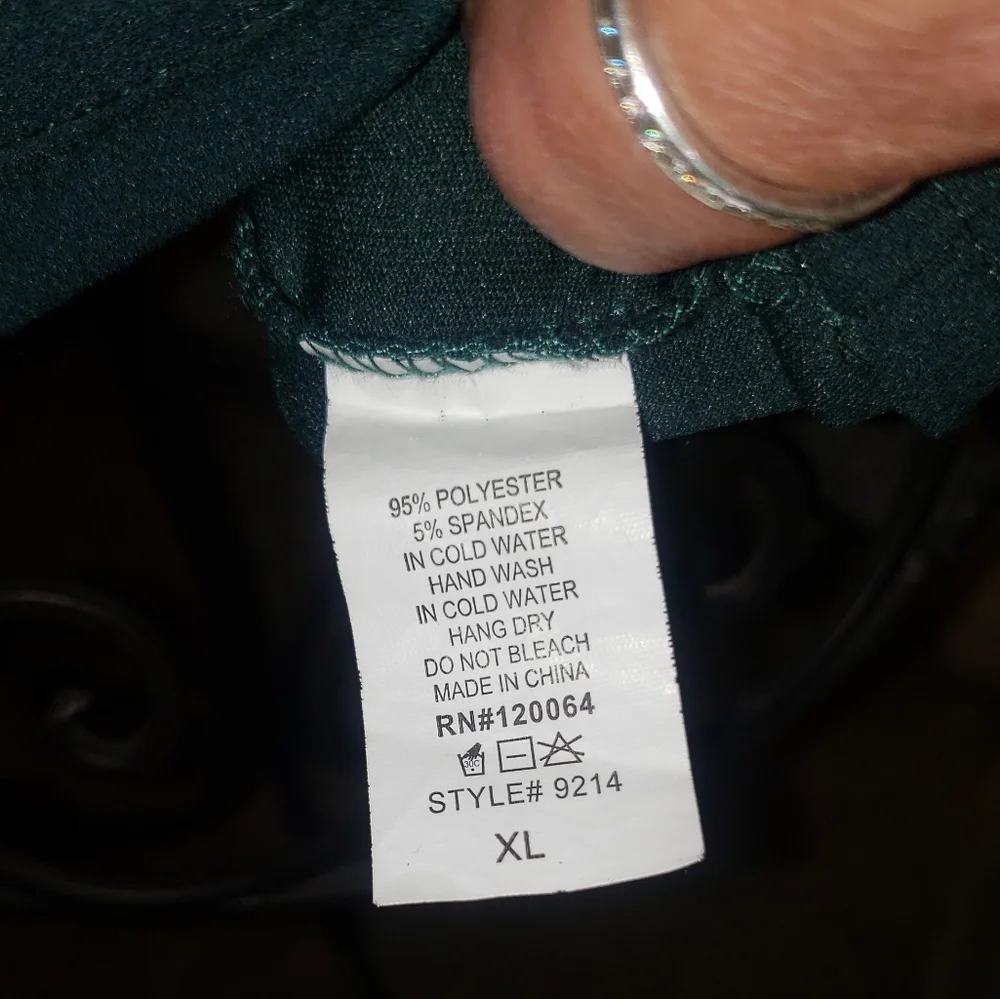 95% POLYESTER
5% SPANDEX
IN COLD WATER
HAND WASH
IN COLD WATER
HANG DRY
DO NOT BLEACH
MADE IN CHINA
RN#120064
30C
STYLE# 9214
XL